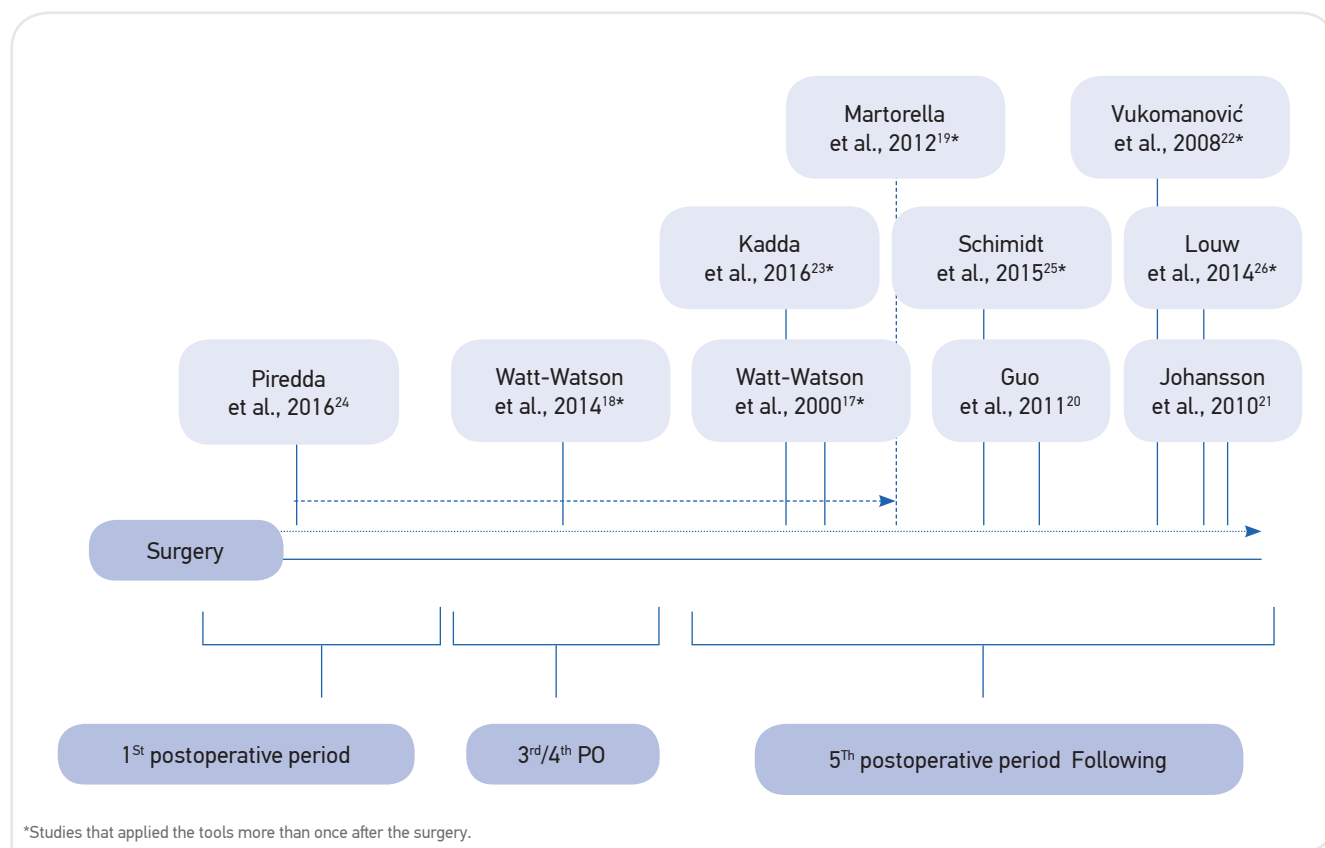 Martorella
et al., 2012¹⁹*
Vukomanović
et al., 2008²²*
Kadda
et al., 2016²³*
Schimidt
et al., 2015²⁵*
Louw
et al., 2014²⁶*
Piredda
et al., 2016²⁴
Watt-Watson
et al., 2014¹⁸*
Watt-Watson
et al., 2000¹⁷*
Guo
et al., 2011²⁰
Johansson
et al., 2010²¹
Surgery
1St postoperative period
3rd/4th PO
5Th postoperative period Following
*Studies that applied the tools more than once after the surgery.